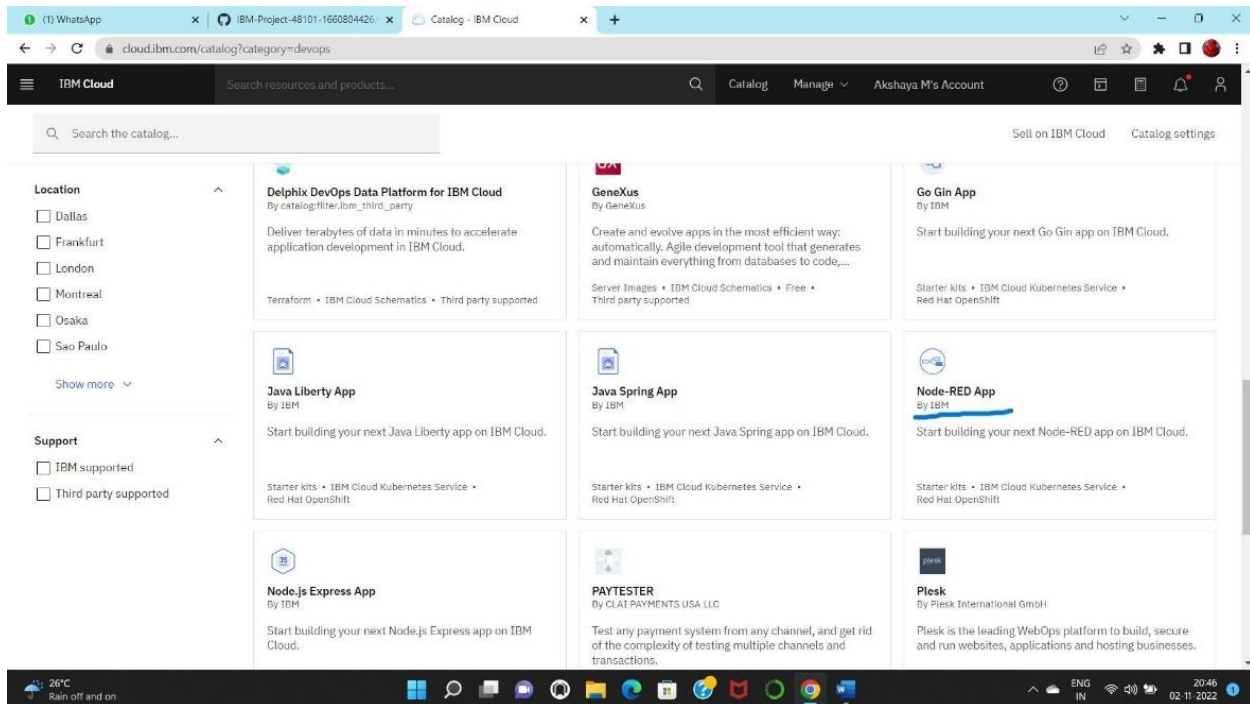 (1) WhatsApp
IBM-Project-48101-1660804426/
Catalog - IBM Cloud
cloud.ibm.com/catalog?category=devops
IBM Cloud
Search resources and products...
Catalog
Manage
Akshaya M's Account
Search the catalog...
Sell on IBM Cloud
Catalog settings
Location
Dallas
Frankfurt
London
Montreal
Osaka
Sao Paulo
Show more
Support
IBM supported
Third party supported
Delphix DevOps Data Platform for IBM Cloud
By catalog:filter.ibm_third_party
Deliver terabytes of data in minutes to accelerate
application development in IBM Cloud.
Terraform • IBM Cloud Schematics • Third party supported
GeneXus
By GeneXus
Create and evolve apps in the most efficient way:
automatically. Agile development tool that generates
and maintain everything from databases to code,...
Server Images • IBM Cloud Schematics • Free •
Third party supported
Go Gin App
By IBM
Start building your next Go Gin app on IBM Cloud.
Starter kits • IBM Cloud Kubernetes Service •
Red Hat OpenShift
Java Liberty App
By IBM
Start building your next Java Liberty app on IBM Cloud.
Starter kits • IBM Cloud Kubernetes Service •
Red Hat OpenShift
Java Spring App
By IBM
Start building your next Java Spring app on IBM Cloud.
Starter kits • IBM Cloud Kubernetes Service •
Red Hat OpenShift
Node-RED App
By IBM
Start building your next Node-RED app on IBM Cloud.
Starter kits • IBM Cloud Kubernetes Service •
Red Hat OpenShift
JS
Node.js Express App
By IBM
Start building your next Node.js Express app on IBM
Cloud.
PAYTESTER
By CLAI PAYMENTS USA LLC
Test any payment system from any channel, and get rid
of the complexity of testing multiple channels and
transactions.
plesk
Plesk
By Plesk International GmbH
Plesk is the leading WebOps platform to build, secure
and run websites, applications and hosting businesses.
26°C
Rain off and on
ENG
IN
20:46
02-11-2022
1